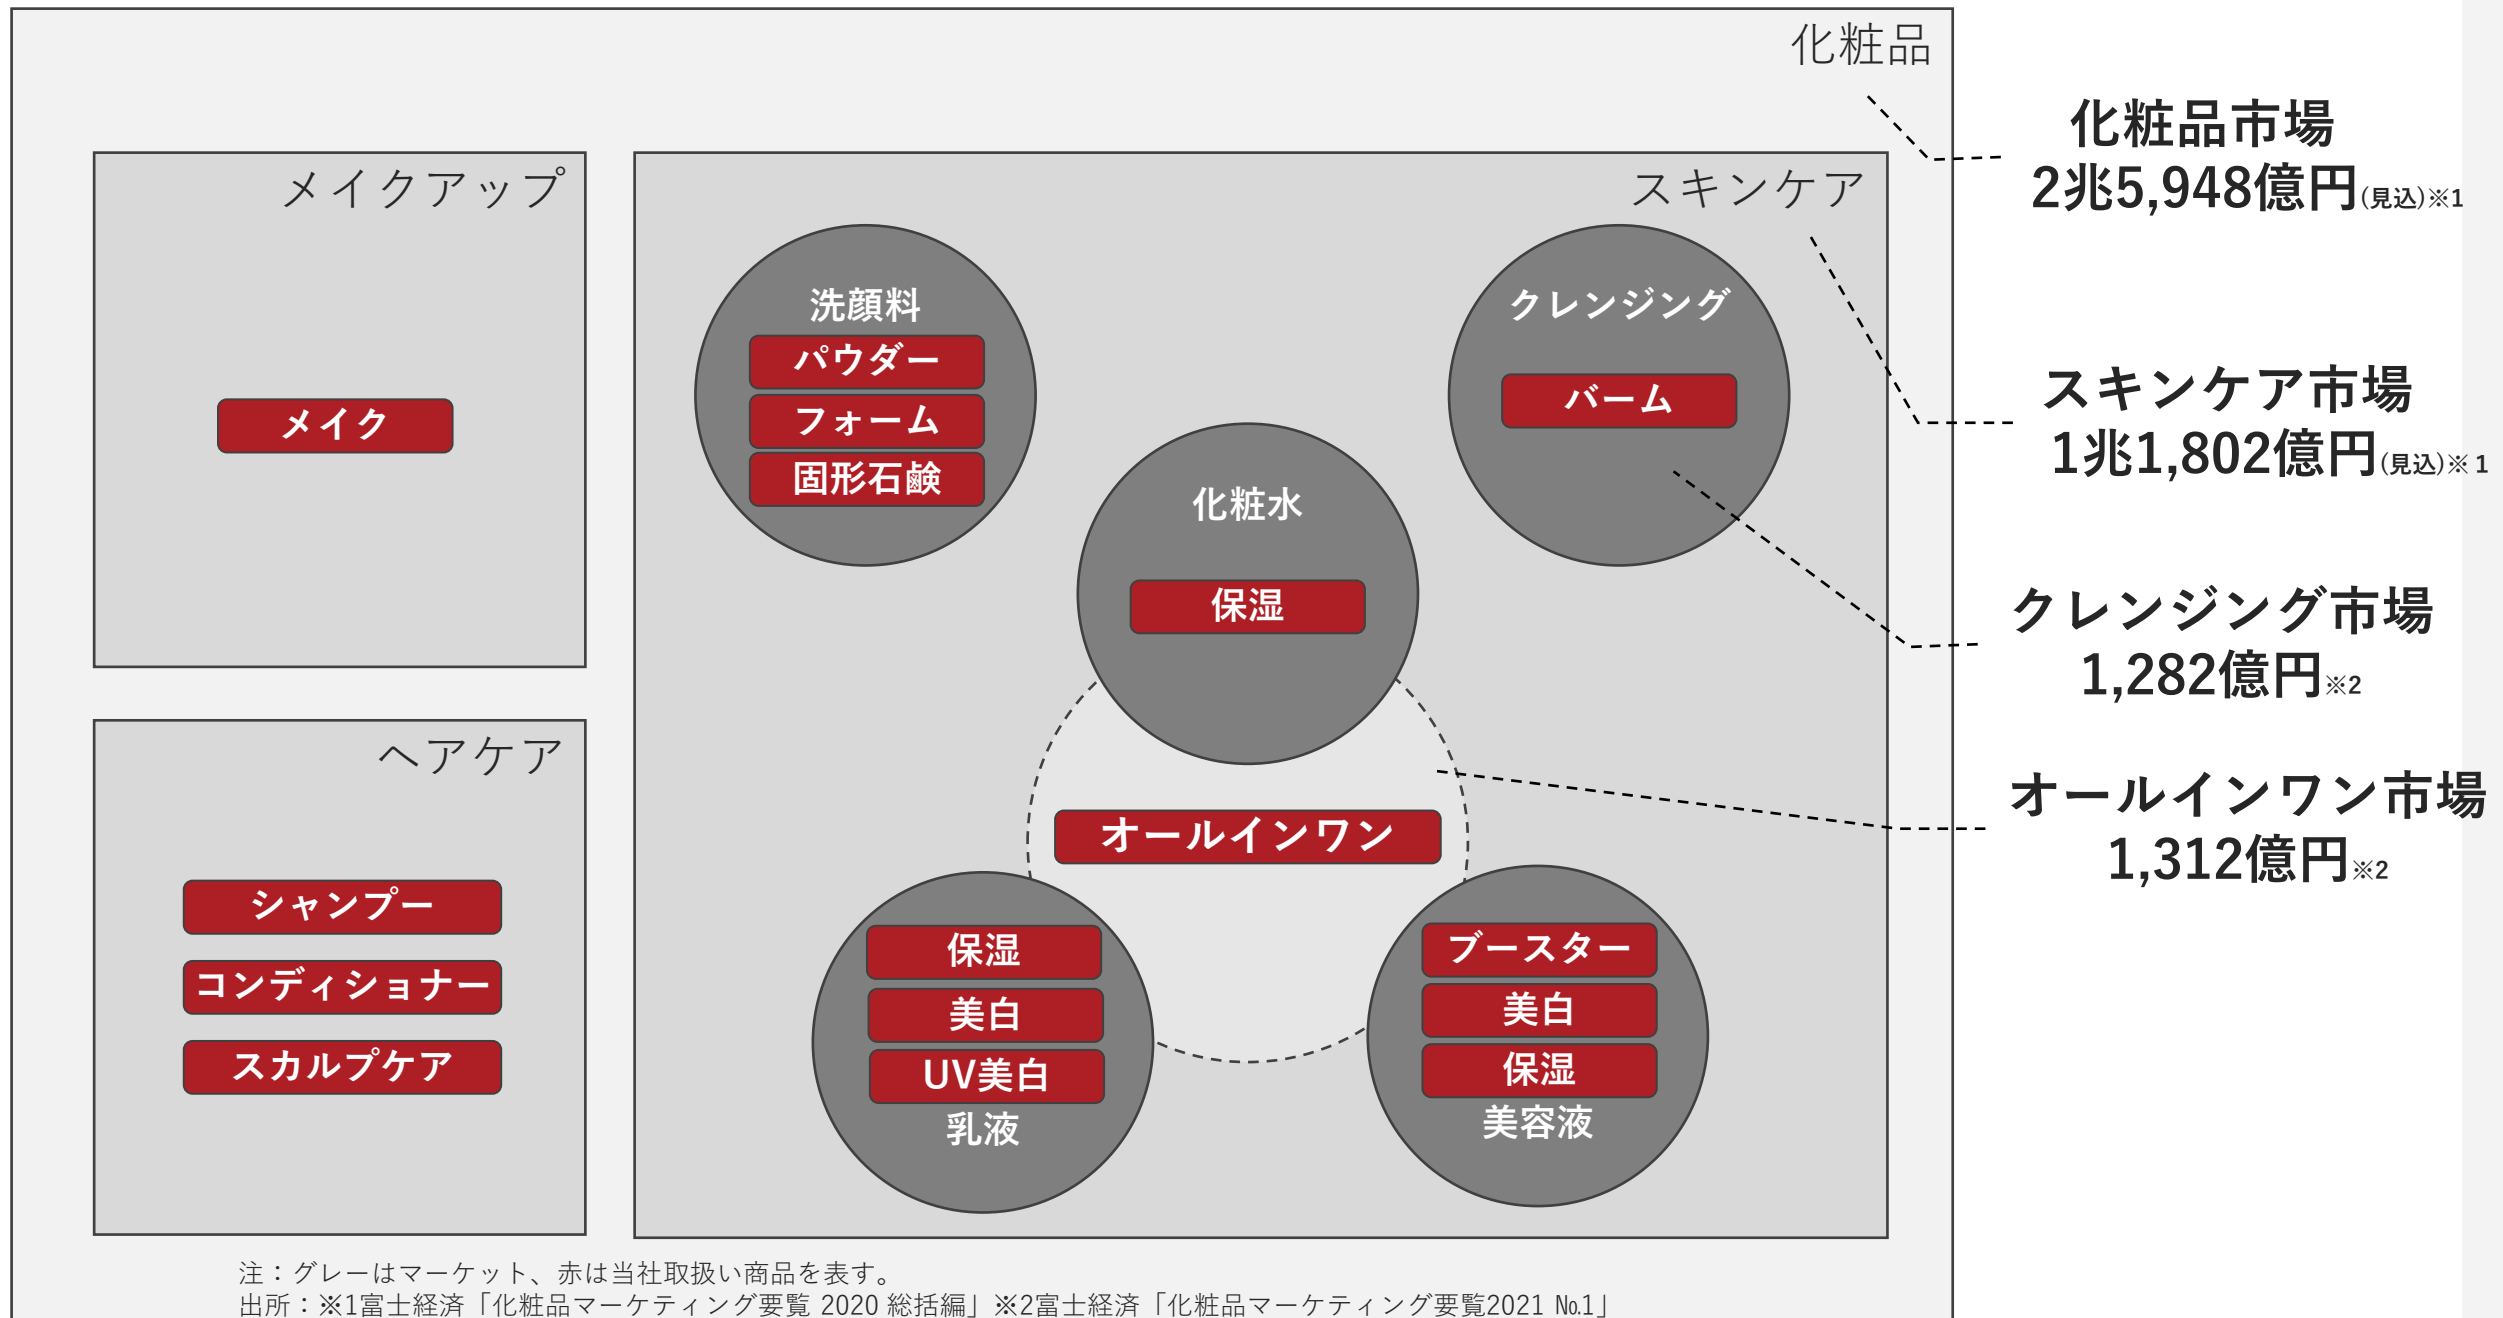 化粧品
メイクアップ
メイク
ヘアケア
シャンプー
コンディショナー
スカルプケア
スキンケア
洗顔料
パウダー
フォーム
固形石鹸
クレンジング
バーム
化粧水
保湿
オールインワン
保湿
美白
UV美白
乳液
ブースター
美白
保湿
美容液
化粧品市場
2兆5,948億円(見込)※1
スキンケア市場
1兆1,802億円(見込)※1
クレンジング市場
1,282億円※2
オールインワン市場
1,312億円※2
注：グレーはマーケット、赤は当社取扱い商品を表す。
出所：※1富士経済「化粧品マーケティング要覧 2020 総括編」※2富士経済「化粧品マーケティング要覧2021 №1」